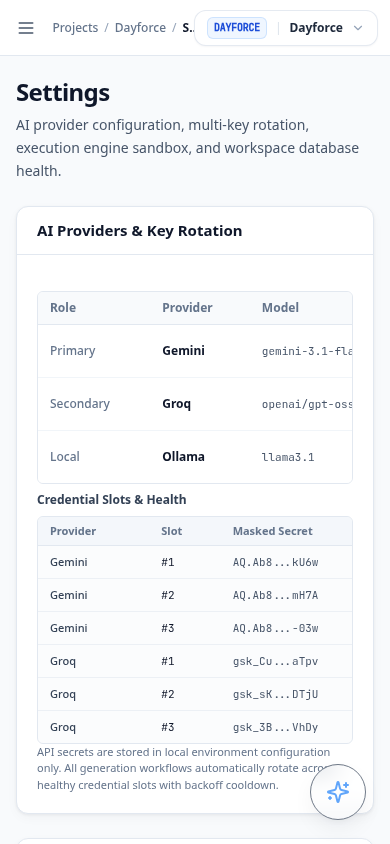 Projects / Dayforce / S.. DAYFORCE Dayforce
Settings
AI provider configuration, multi-key rotation,
execution engine sandbox, and workspace database
health.
AI Providers & Key Rotation
Role Provider Model
Primary Gemini gemini-3.1-fla
Secondary Groq openai/gpt-oss
Local Ollama llama3.1
Credential Slots & Health
Provider Slot Masked Secret
Gemini #1 AQ.Ab8...kU6w
Gemini #2 AQ.Ab8...mH7A
Gemini #3 AQ.Ab8...-03w
Groq #1 gsk_Cu...aTpv
Groq #2 gsk_sK...DTjU
Groq #3 gsk_3B...VhDy
API secrets are stored in local environment configuration
only. All generation workflows automatically rotate
healthy credential slots with backoff cooldown.